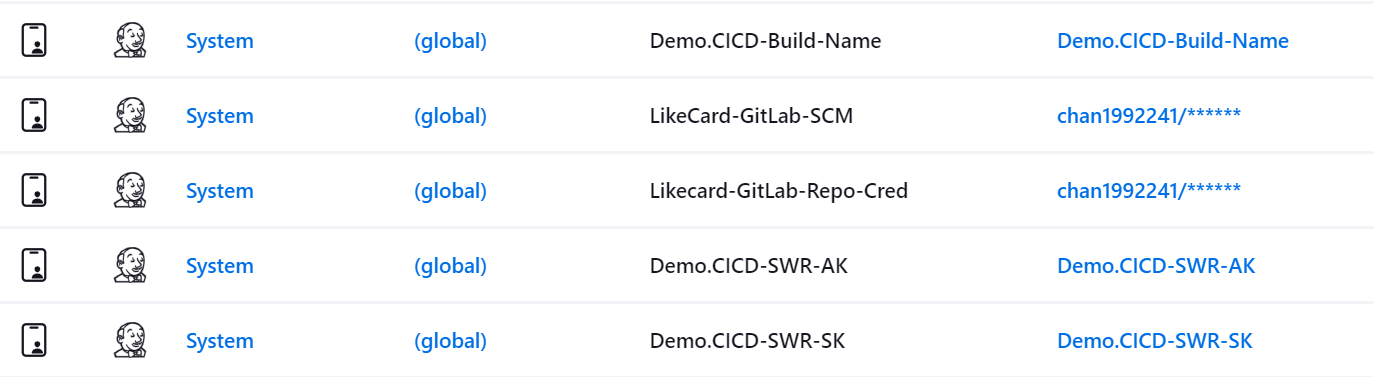 System (global) Demo.CICD-Build-Name Demo.CICD-Build-Name
System (global) LikeCard-GitLab-SCM chan1992241/******
System (global) Likecard-GitLab-Repo-Cred chan1992241/******
System (global) Demo.CICD-SWR-AK Demo.CICD-SWR-AK
System (global) Demo.CICD-SWR-SK Demo.CICD-SWR-SK